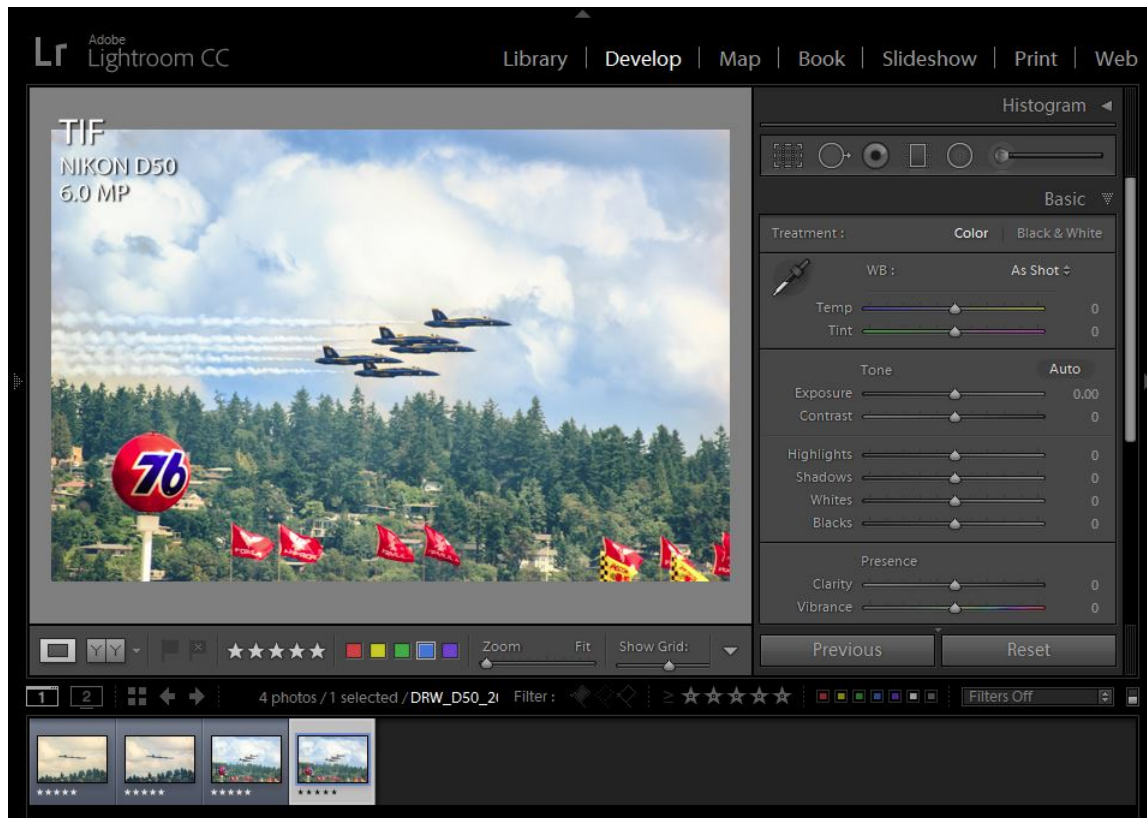 Lr Adobe
Lightroom CC
Library | Develop | Map | Book | Slideshow | Print | Web
TIF
NIKON D50
6.0 MP
76
Histogram
Basic
Treatment : Color | Black & White
WB : As Shot
Temp 0
Tint 0
Tone Auto
Exposure 0.00
Contrast 0
Highlights 0
Shadows 0
Whites 0
Blacks 0
Presence
Clarity 0
Vibrance 0
Y Y Zoom Fit Show Grid:
Previous Reset
1 2 4 photos / 1 selected / DRW_D50_20 Filter : ≥ Filters Off